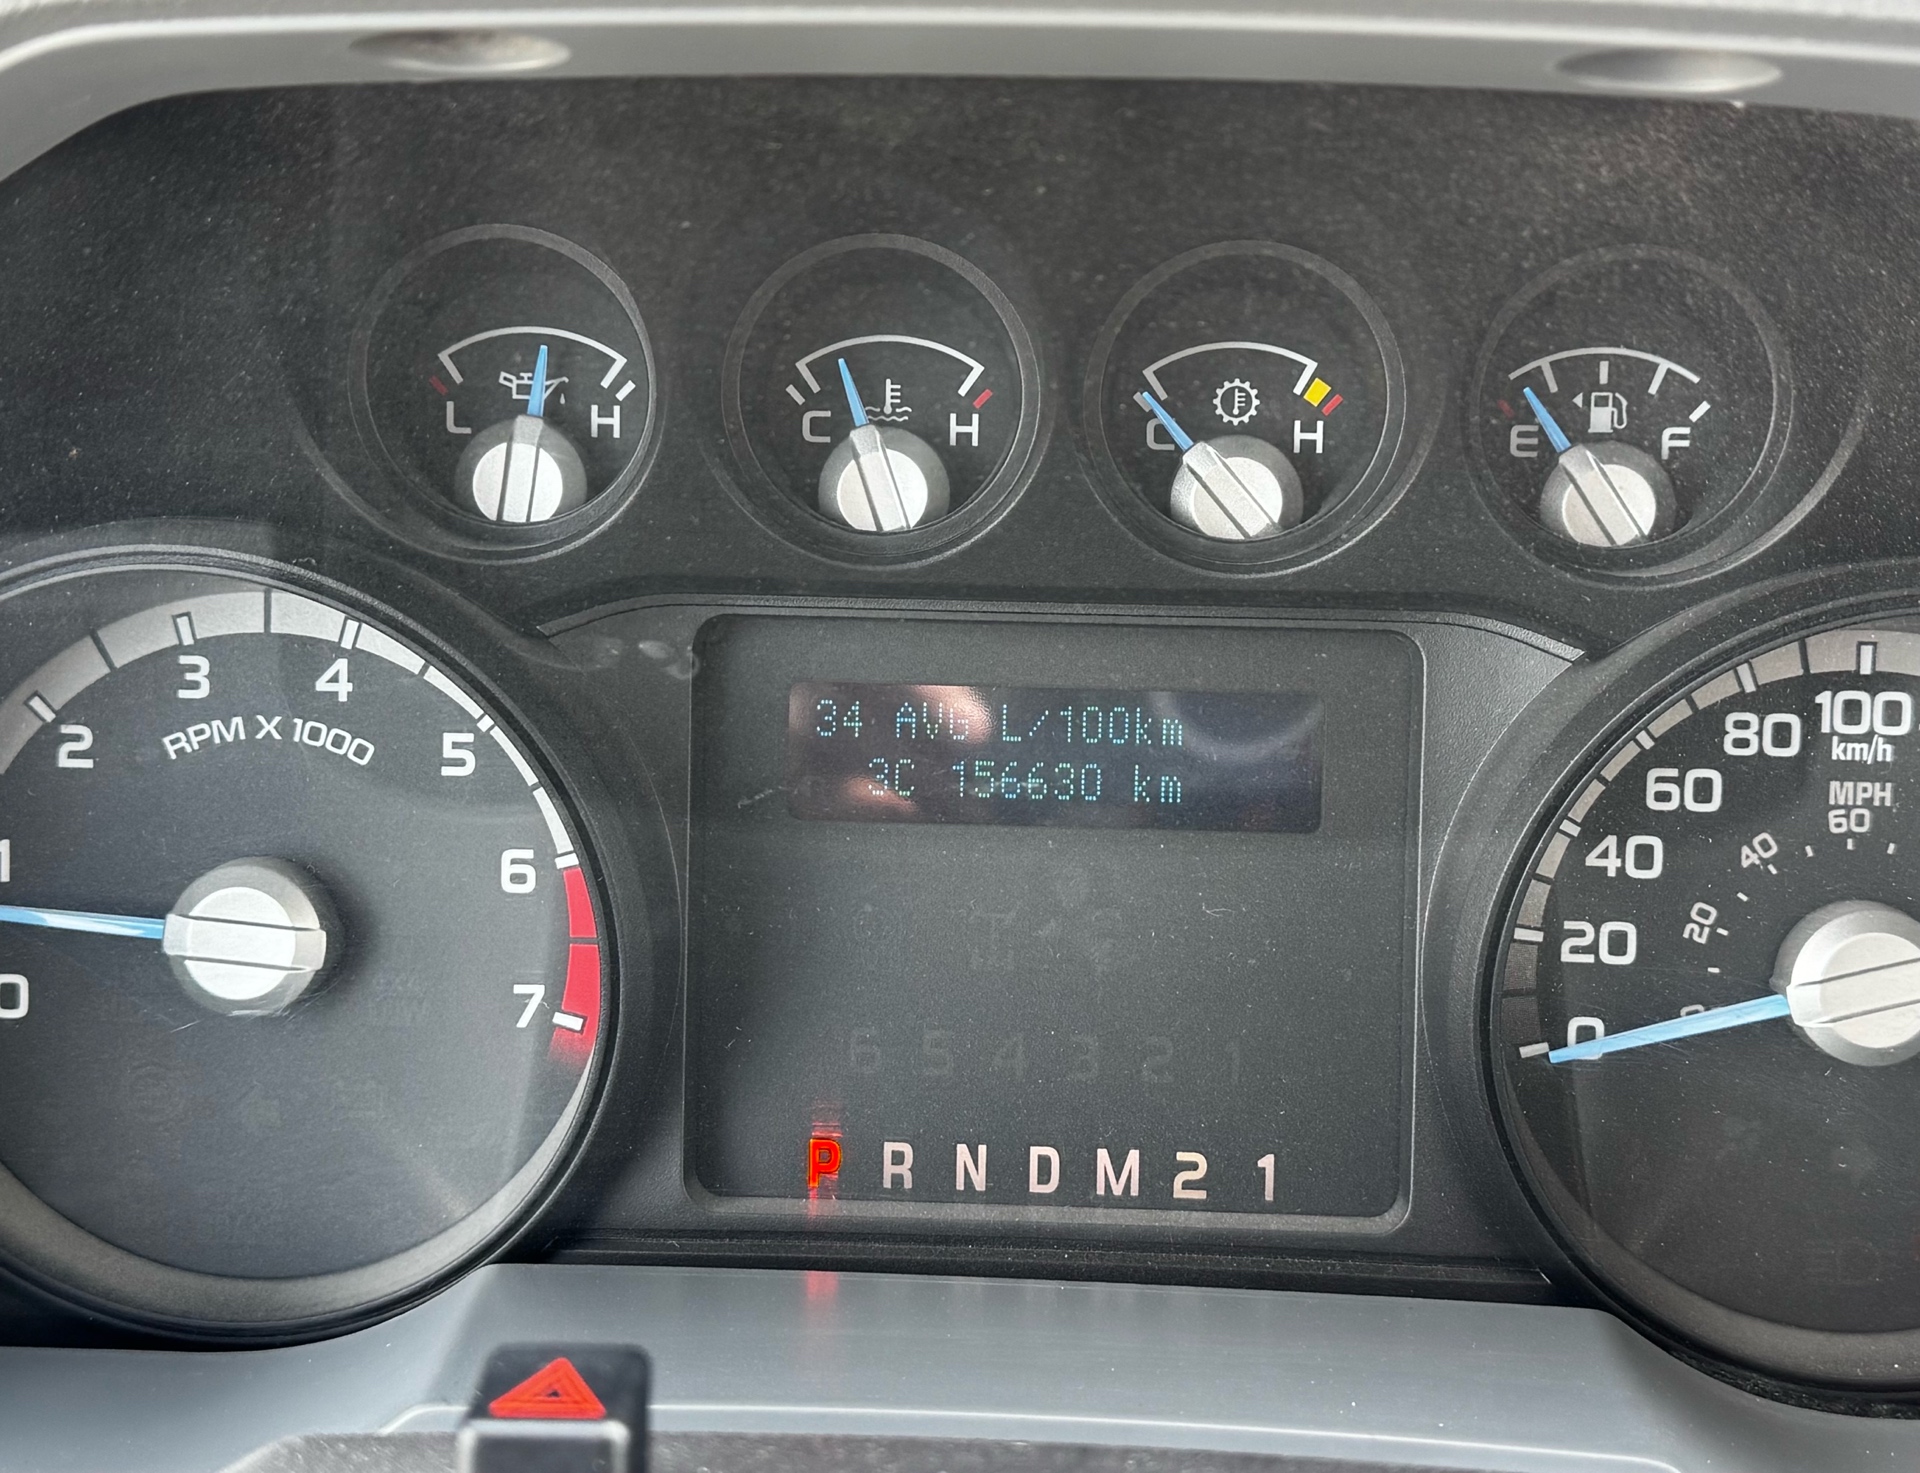 L H
C H
C H
E F
0 1 2 3 4 5 6 7
RPM X 1000
34 AVG L/100km
3C 156630 km
0 20 40 60 80 100
km/h
MPH
20 40 60
6 5 4 3 2 1
P R N D M 2 1